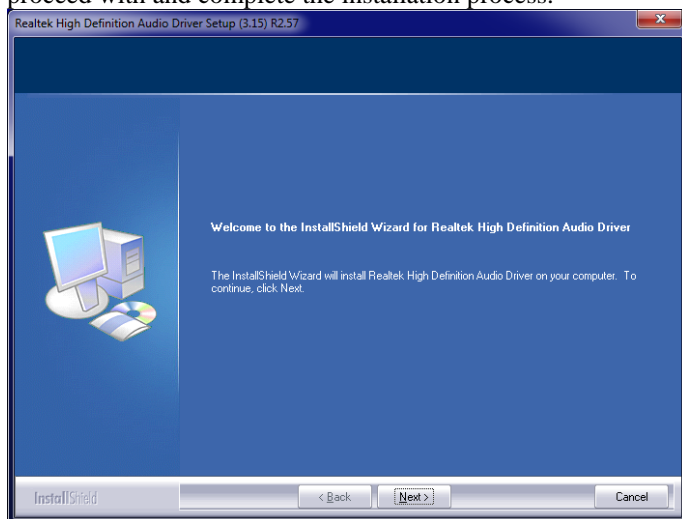 proceed with and complete the installation process.
Realtek High Definition Audio Driver Setup (3.15) R2.57
Welcome to the InstallShield Wizard for Realtek High Definition Audio Driver
The InstallShield Wizard will install Realtek High Definition Audio Driver on your computer. To
continue, click Next.
InstallShield
< Back
Next >
Cancel